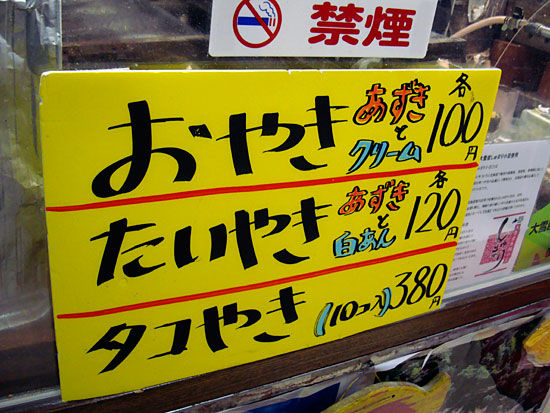 禁煙
おやき あずきとクリーム 各100円
たいやき あずきと白あん 各120円
タコやき (10コ入) 380円